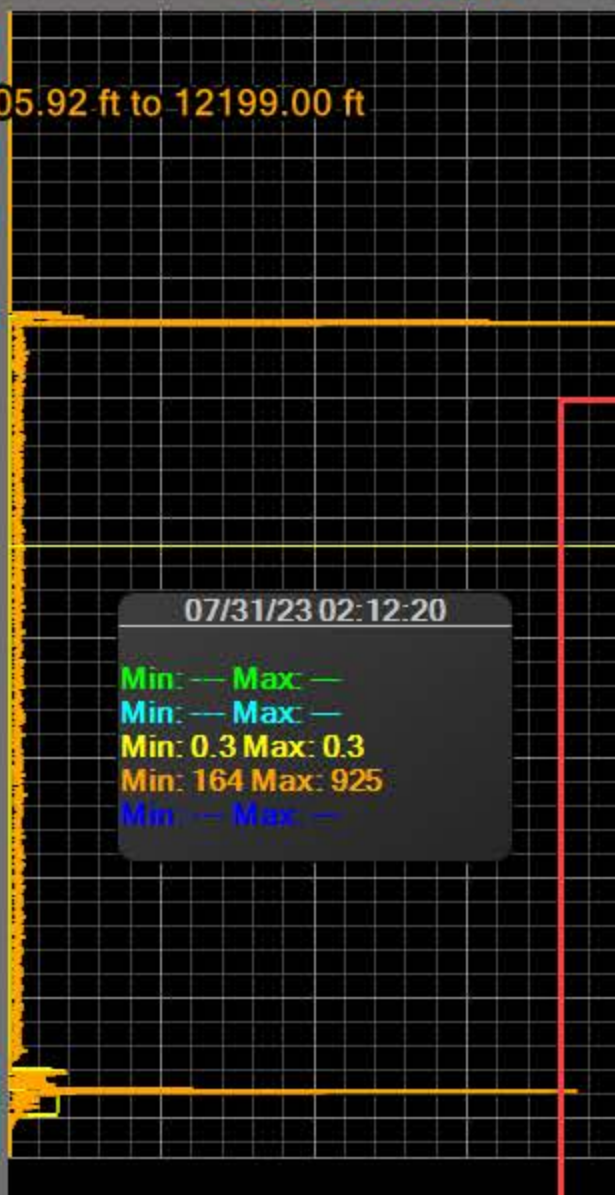 05.92 ft to 12199.00 ft
07/31/23 02:12:20
Min: --- Max: ---
Min: --- Max: ---
Min: 0.3 Max: 0.3
Min: 164 Max: 925
Min: --- Max: ---